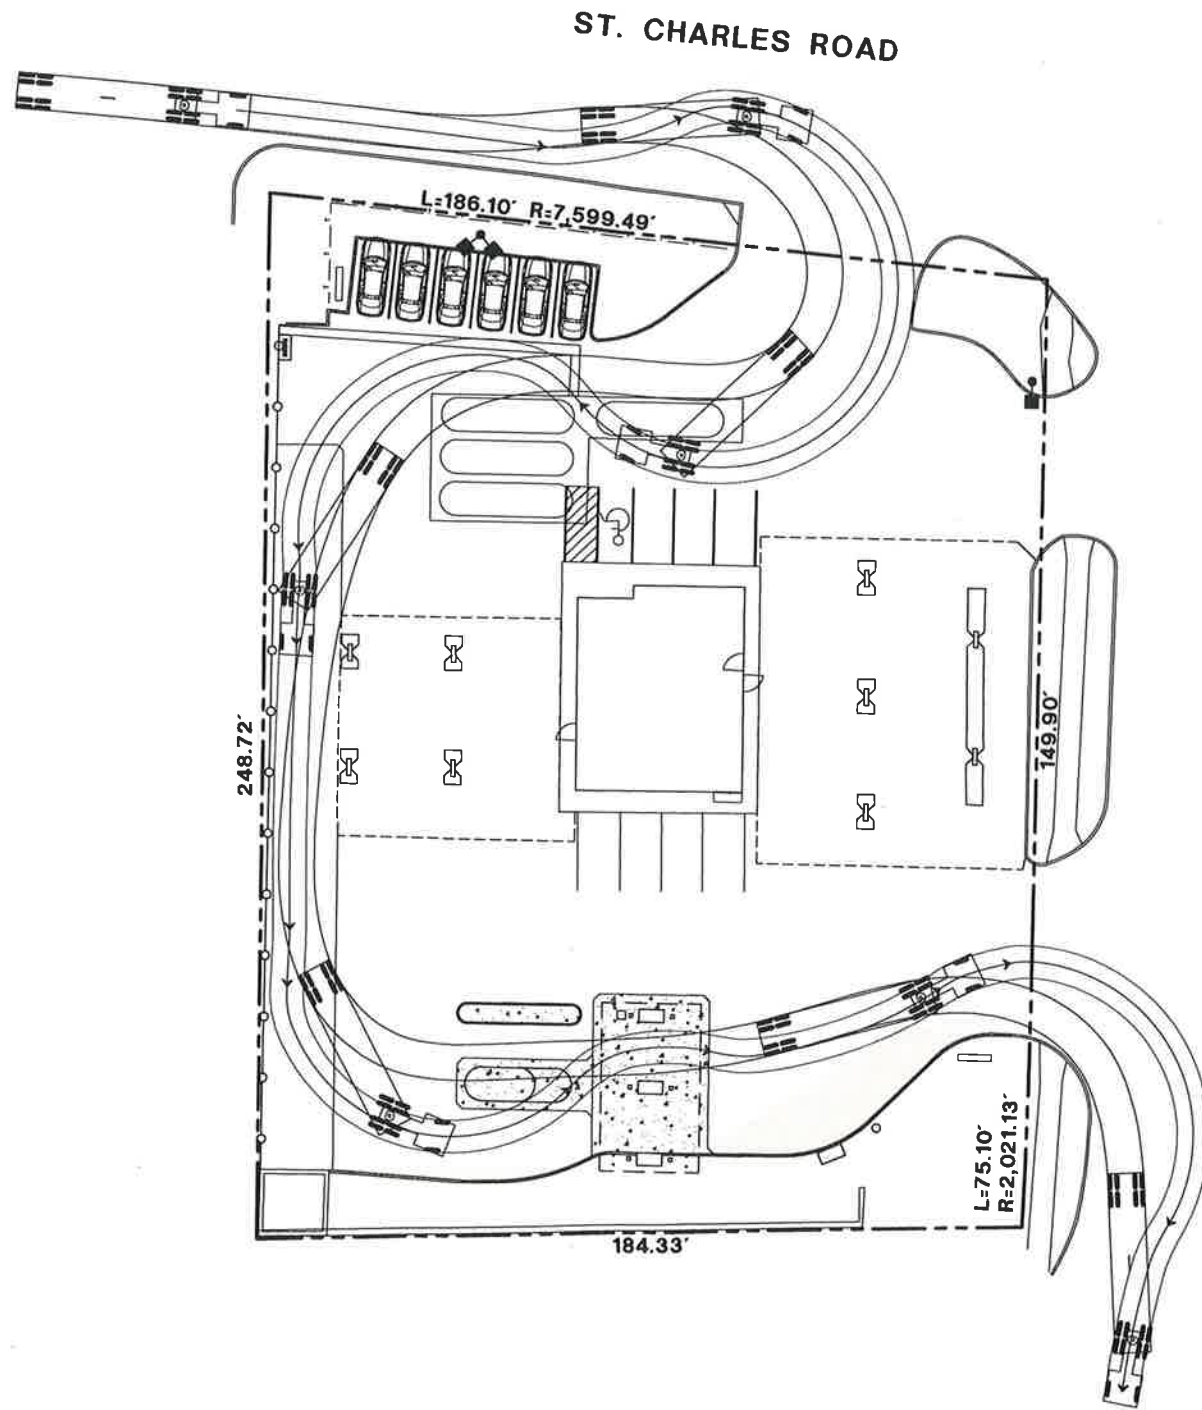 ST. CHARLES ROAD
L=186.10' R=7,599.49'
248.72'
149.90'
L=75.10'
R=2,021.13'
184.33'